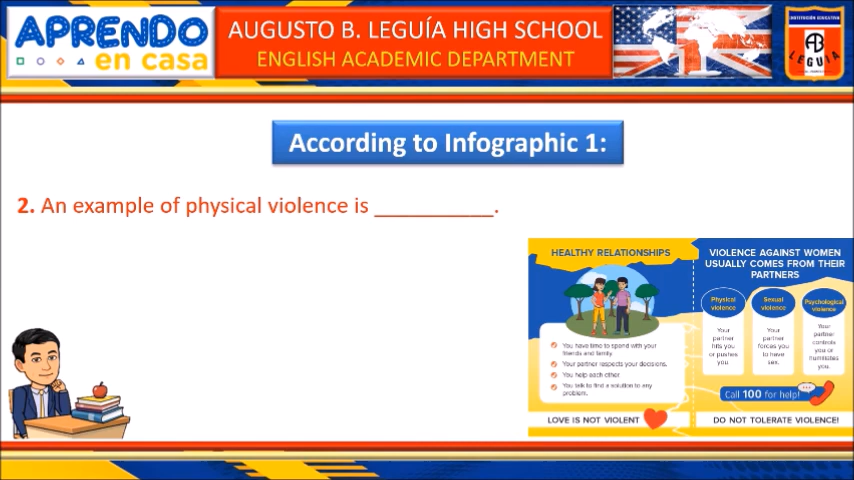 APRENDO
en casa
AUGUSTO B. LEGUÍA HIGH SCHOOL
ENGLISH ACADEMIC DEPARTMENT
INSTITUCIÓN EDUCATIVA
AB
LEGUÍA
According to Infographic 1:
2. An example of physical violence is __________.
HEALTHY RELATIONSHIPS
You have time to spend with your
friends and family.
Your partner respects your decisions.
You help each other.
You talk to find a solution to any
problem.
LOVE IS NOT VIOLENT
VIOLENCE AGAINST WOMEN
USUALLY COMES FROM THEIR
PARTNERS
Physical
violence
Your
partner
hits you
or pushes
you.
Sexual
violence
Your
partner
forces you
to have
sex.
Psychological
violence
Your
partner
controls
you or
humiliates
you.
Call 100 for help!
DO NOT TOLERATE VIOLENCE!